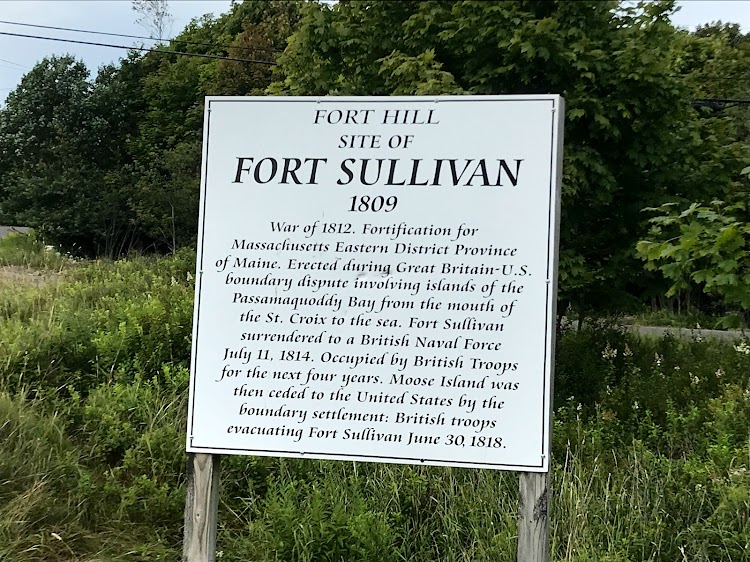 FORT HILL
SITE OF
FORT SULLIVAN
1809
War of 1812. Fortification for
Massachusetts Eastern District Province
of Maine. Erected during Great Britain-U.S.
boundary dispute involving islands of the
Passamaquoddy Bay from the mouth of
the St. Croix to the sea. Fort Sullivan
surrendered to a British Naval Force
July 11, 1814. Occupied by British Troops
for the next four years. Moose Island was
then ceded to the United States by the
boundary settlement: British troops
evacuating Fort Sullivan June 30, 1818.